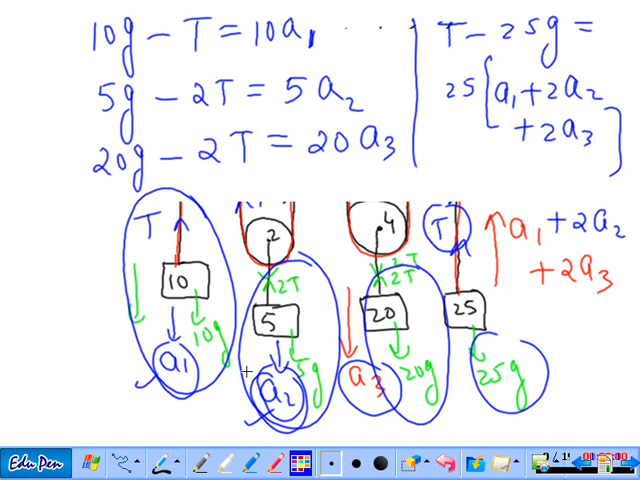 10g - T = 10a₁
T - 25g =
5g - 2T = 5a₂
25[a₁+2a₂
+ 2a₃]
20g - 2T = 20a₃
T
2
4
T
a₁ + 2a₂
+ 2a₃
10
2T
2T
2T
5
20
25
10g
5g
20g
25g
a₁
a₂
a₃
Edu Pen